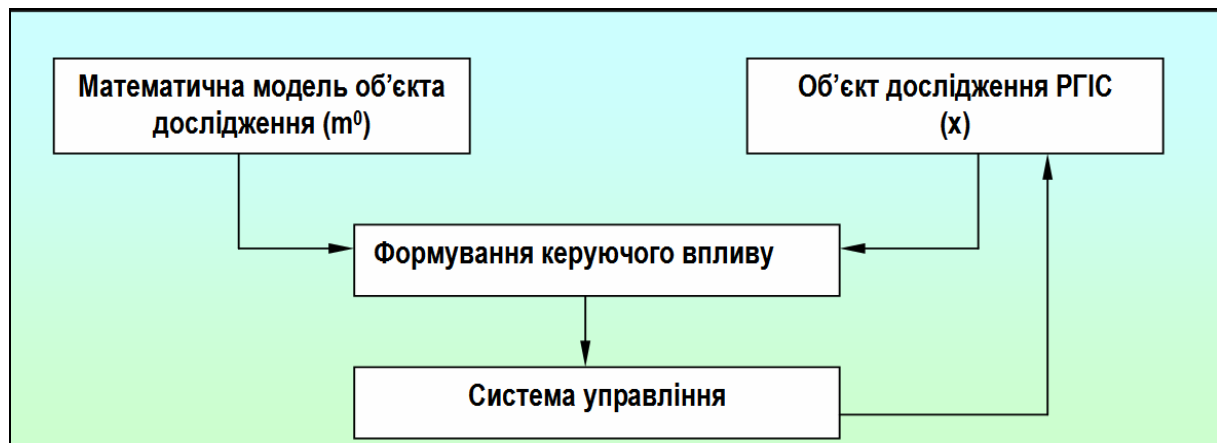 Математична модель об’єкта
дослідження (m⁰)
Об’єкт дослідження РГІС
(х)
Формування керуючого впливу
Система управління